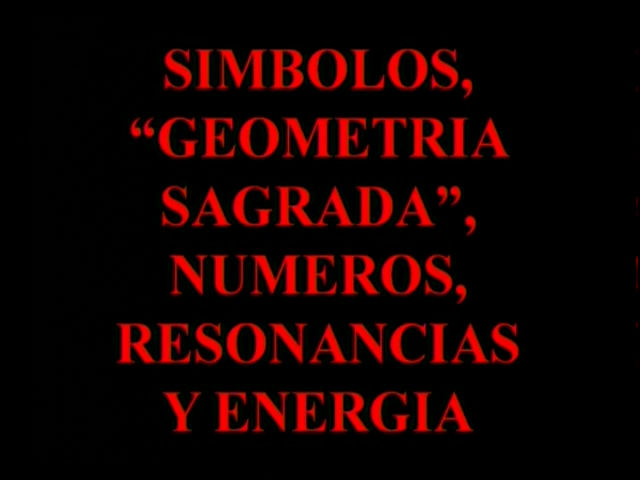 SIMBOLOS,
“GEOMETRIA
SAGRADA”,
NUMEROS,
RESONANCIAS
Y ENERGIA